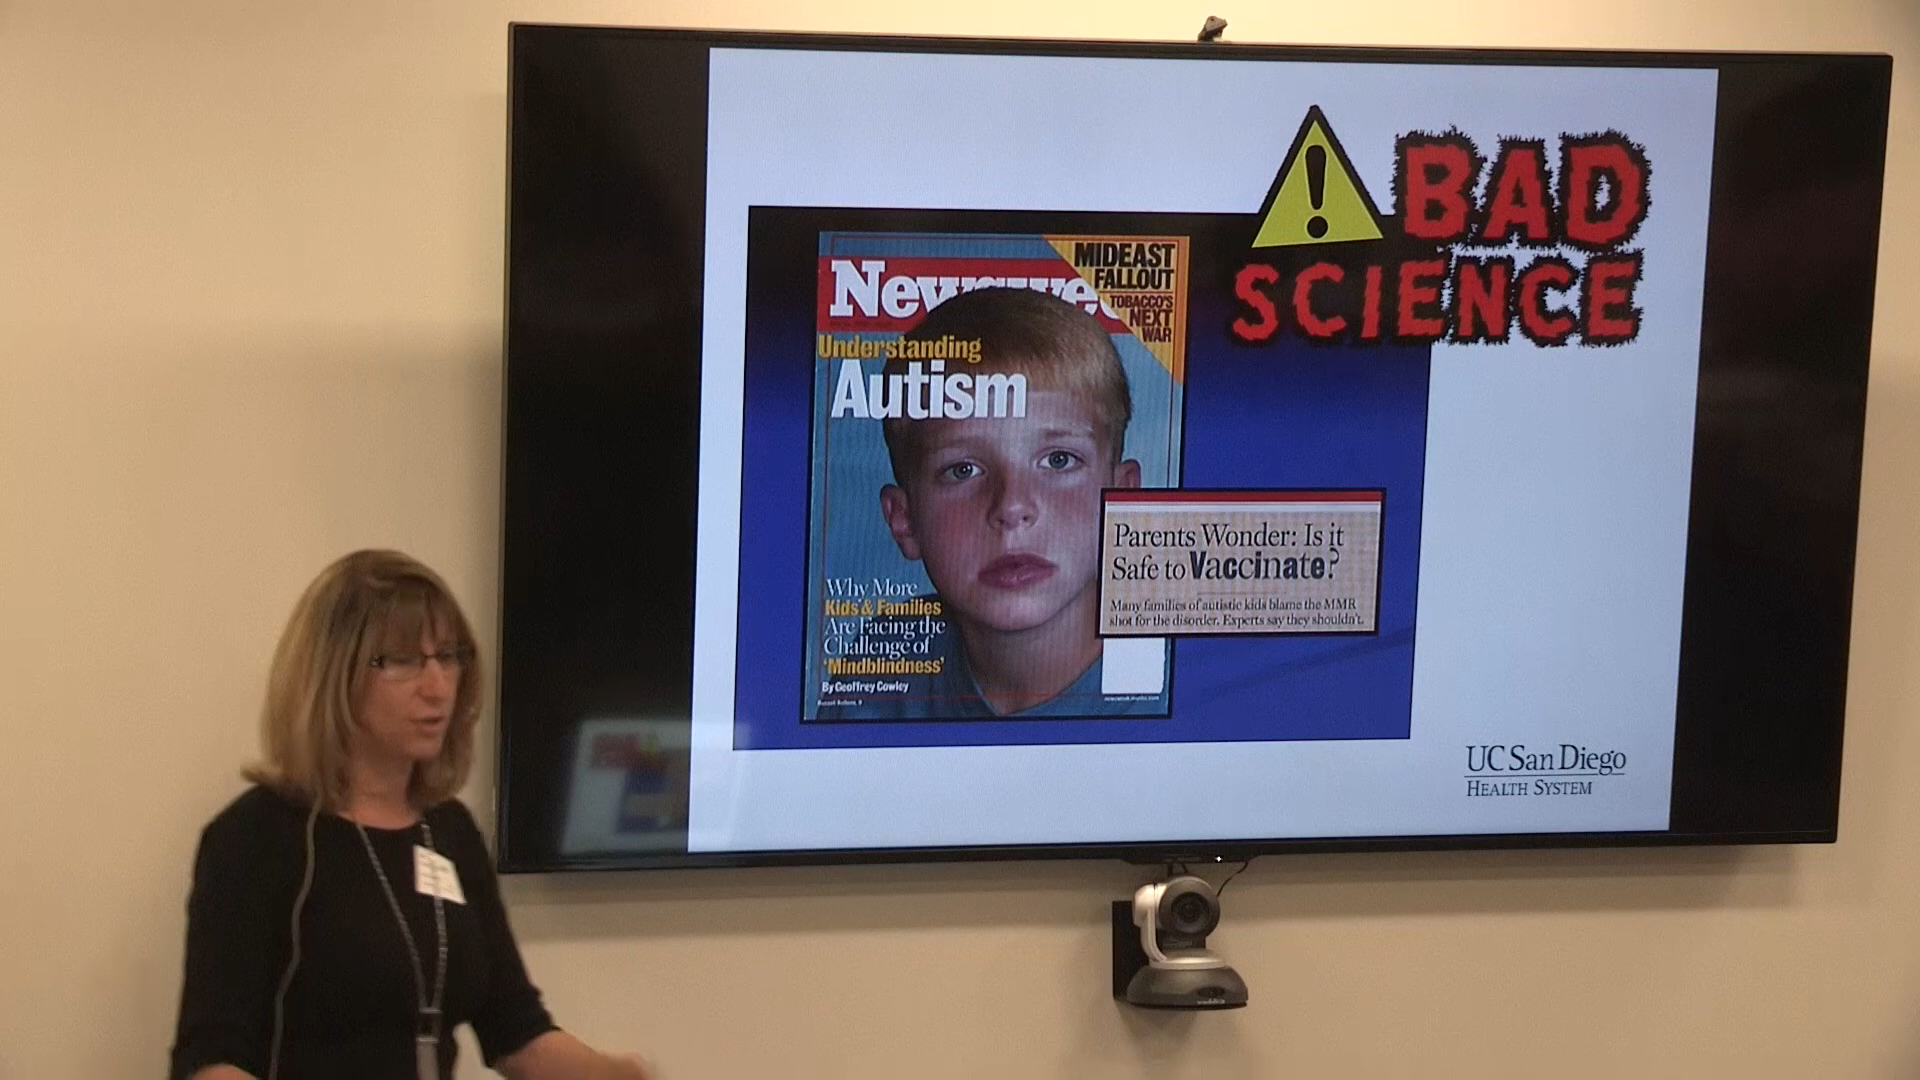 BAD
SCIENCE
MIDEAST
FALLOUT
TOBACCO'S
NEXT
WAR
Understanding
Autism
Why More
Kids & Families
Are Facing the
Challenge of
'Mindblindness'
By Geoffrey Cowley
Parents Wonder: Is it
Safe to Vaccinate?
Many families of autistic kids blame the MMR
shot for the disorder. Experts say they shouldn't.
UC San Diego
HEALTH SYSTEM